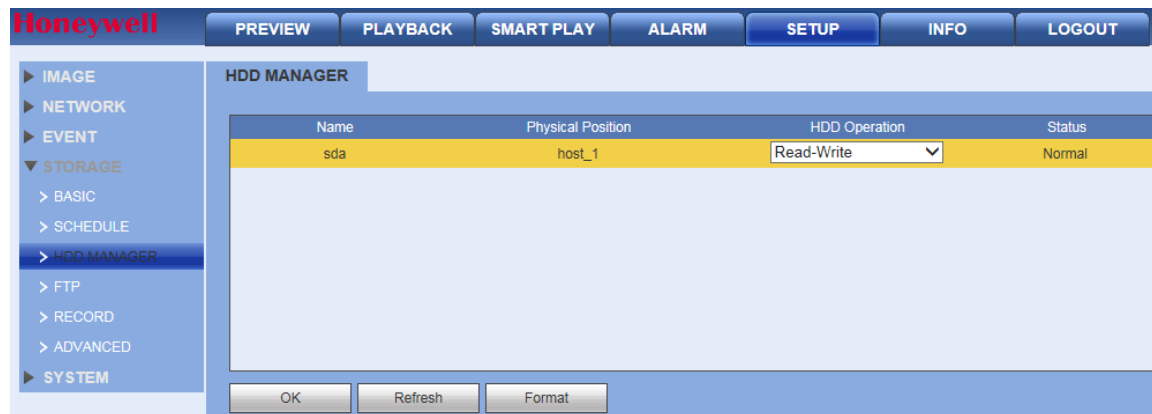 Honeywell
PREVIEW PLAYBACK SMART PLAY ALARM SETUP INFO LOGOUT
IMAGE
NETWORK
EVENT
STORAGE
> BASIC
> SCHEDULE
> HDD MANAGER
> FTP
> RECORD
> ADVANCED
SYSTEM
HDD MANAGER
Name Physical Position HDD Operation Status
sda host_1 Read-Write Normal
OK Refresh Format